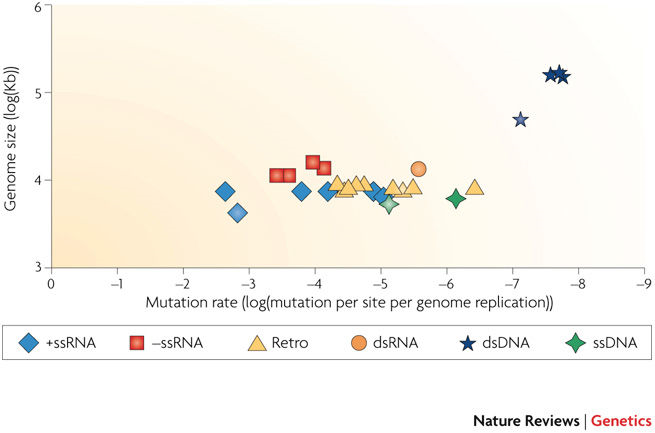 6
5
4
3
Genome size (log(Kb))
0 –1 –2 –3 –4 –5 –6 –7 –8 –9
Mutation rate (log(mutation per site per genome replication))
+ssRNA –ssRNA Retro dsRNA dsDNA ssDNA
Nature Reviews | Genetics